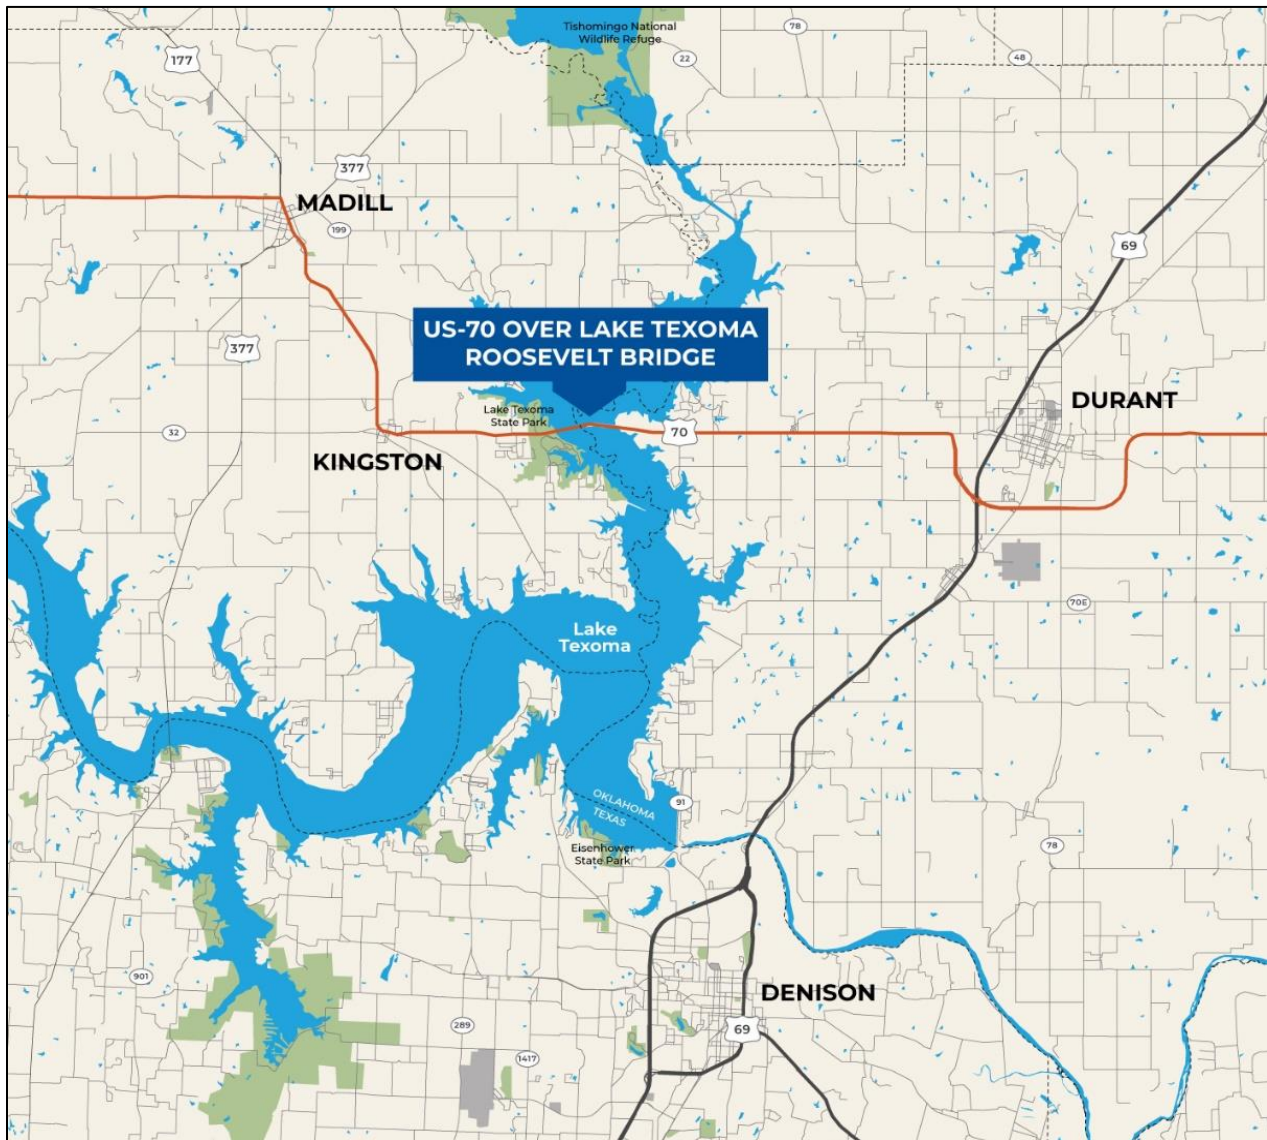 Tishomingo National
Wildlife Refuge
78
177
22
48
377
MADILL
199
69
US-70 OVER LAKE TEXOMA
ROOSEVELT BRIDGE
377
DURANT
Lake Texoma
State Park
32
70
KINGSTON
70E
Lake
Texoma
OKLAHOMA
TEXAS
91
Eisenhower
State Park
78
901
DENISON
289
69
1417